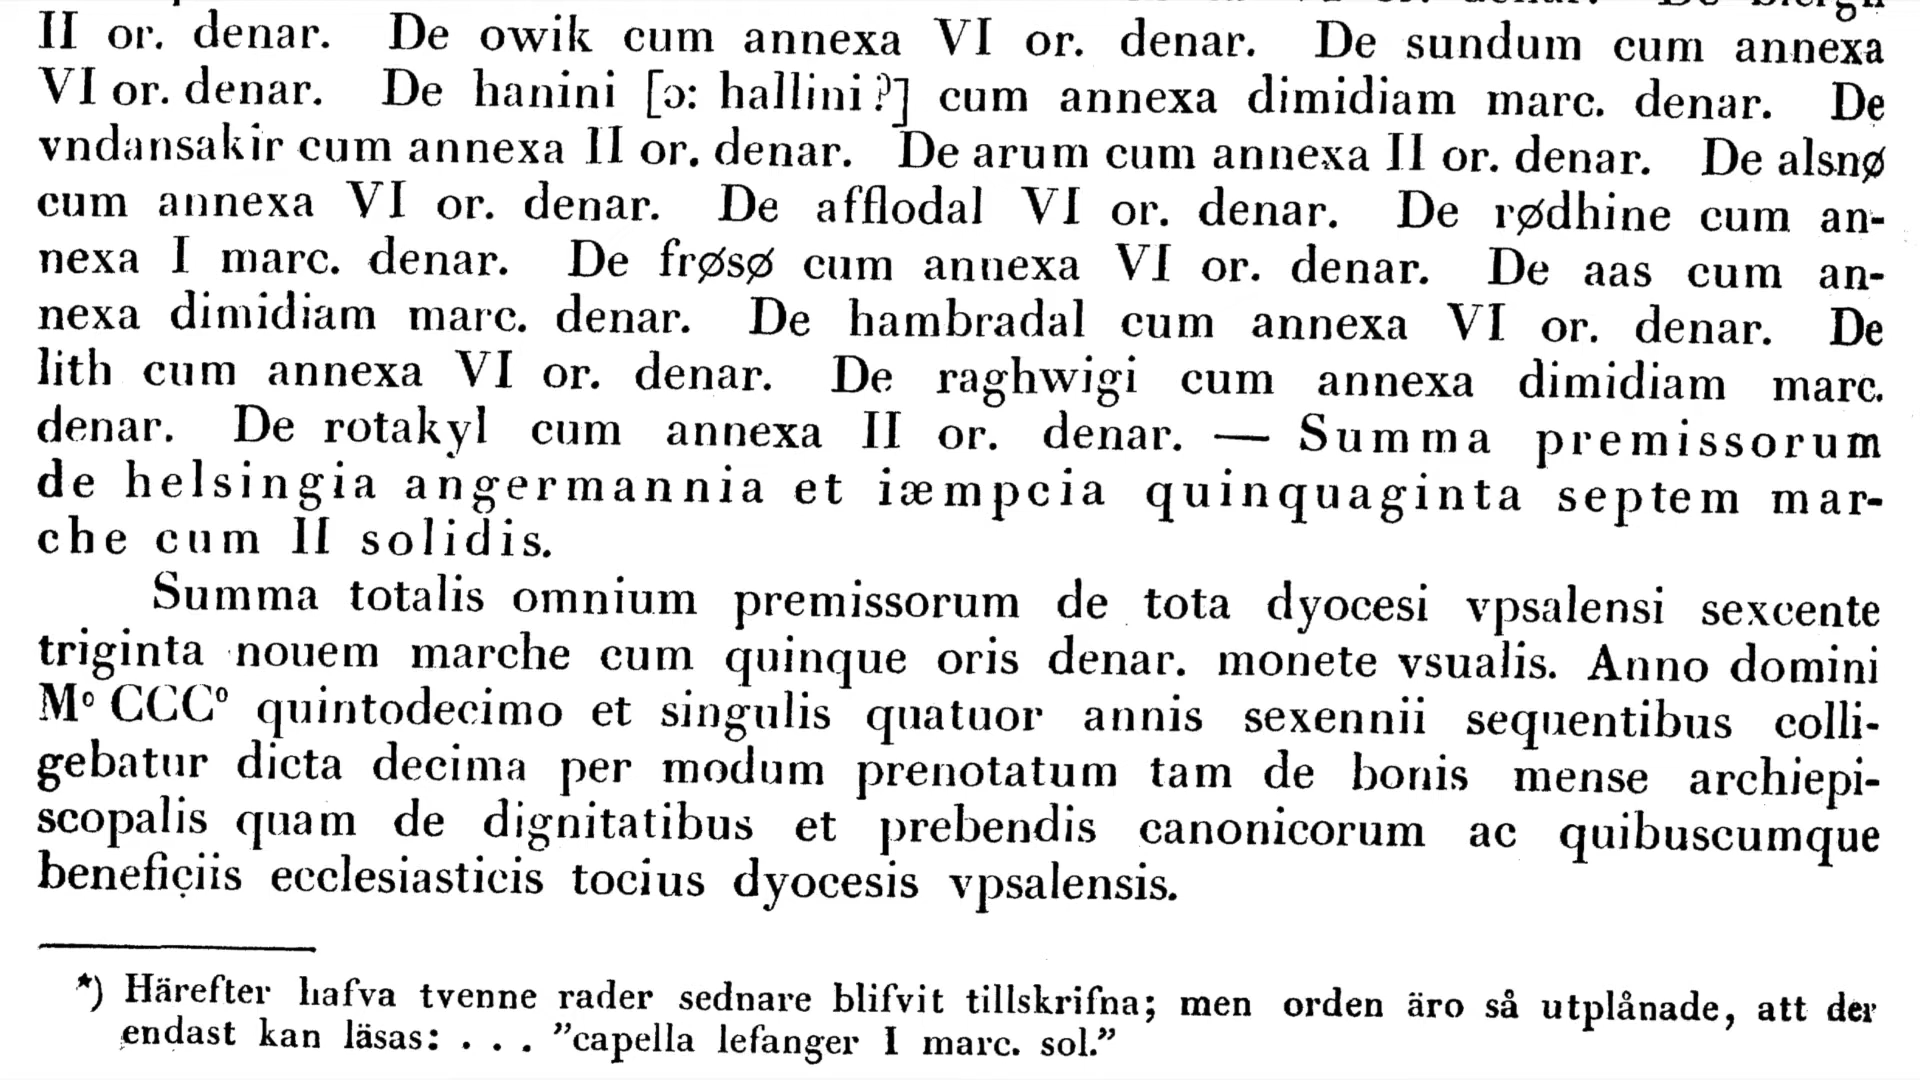 II or. denar. De owik cum annexa VI or. denar. De sundum cum annexa
VI or. denar. De hanini [ɔ: hallini?] cum annexa dimidiam marc. denar. De
vndansakir cum annexa II or. denar. De arum cum annexa II or. denar. De alsnø
cum annexa VI or. denar. De afflodal VI or. denar. De rødhine cum an-
nexa I marc. denar. De frøsø cum annexa VI or. denar. De aas cum an-
nexa dimidiam marc. denar. De hambradal cum annexa VI or. denar. De
lith cum annexa VI or. denar. De raghwigi cum annexa dimidiam marc.
denar. De rotakyl cum annexa II or. denar. — Summa premissorum
de helsingia angermannia et iæmpcia quinquaginta septem mar-
che cum II solidis.
Summa totalis omnium premissorum de tota dyocesi vpsalensi sexcente
triginta nouem marche cum quinque oris denar. monete vsualis. Anno domini
Mº CCCº quintodecimo et singulis quatuor annis sexennii sequentibus colli-
gebatur dicta decima per modum prenotatum tam de bonis mense archiepi-
scopalis quam de dignitatibus et prebendis canonicorum ac quibuscumque
beneficiis ecclesiasticis tocius dyocesis vpsalensis.
*) Härefter hafva tvenne rader sednare blifvit tillskrifna; men orden äro så utplånade, att der
endast kan läsas: . . . ”capella lefanger I marc. sol.”